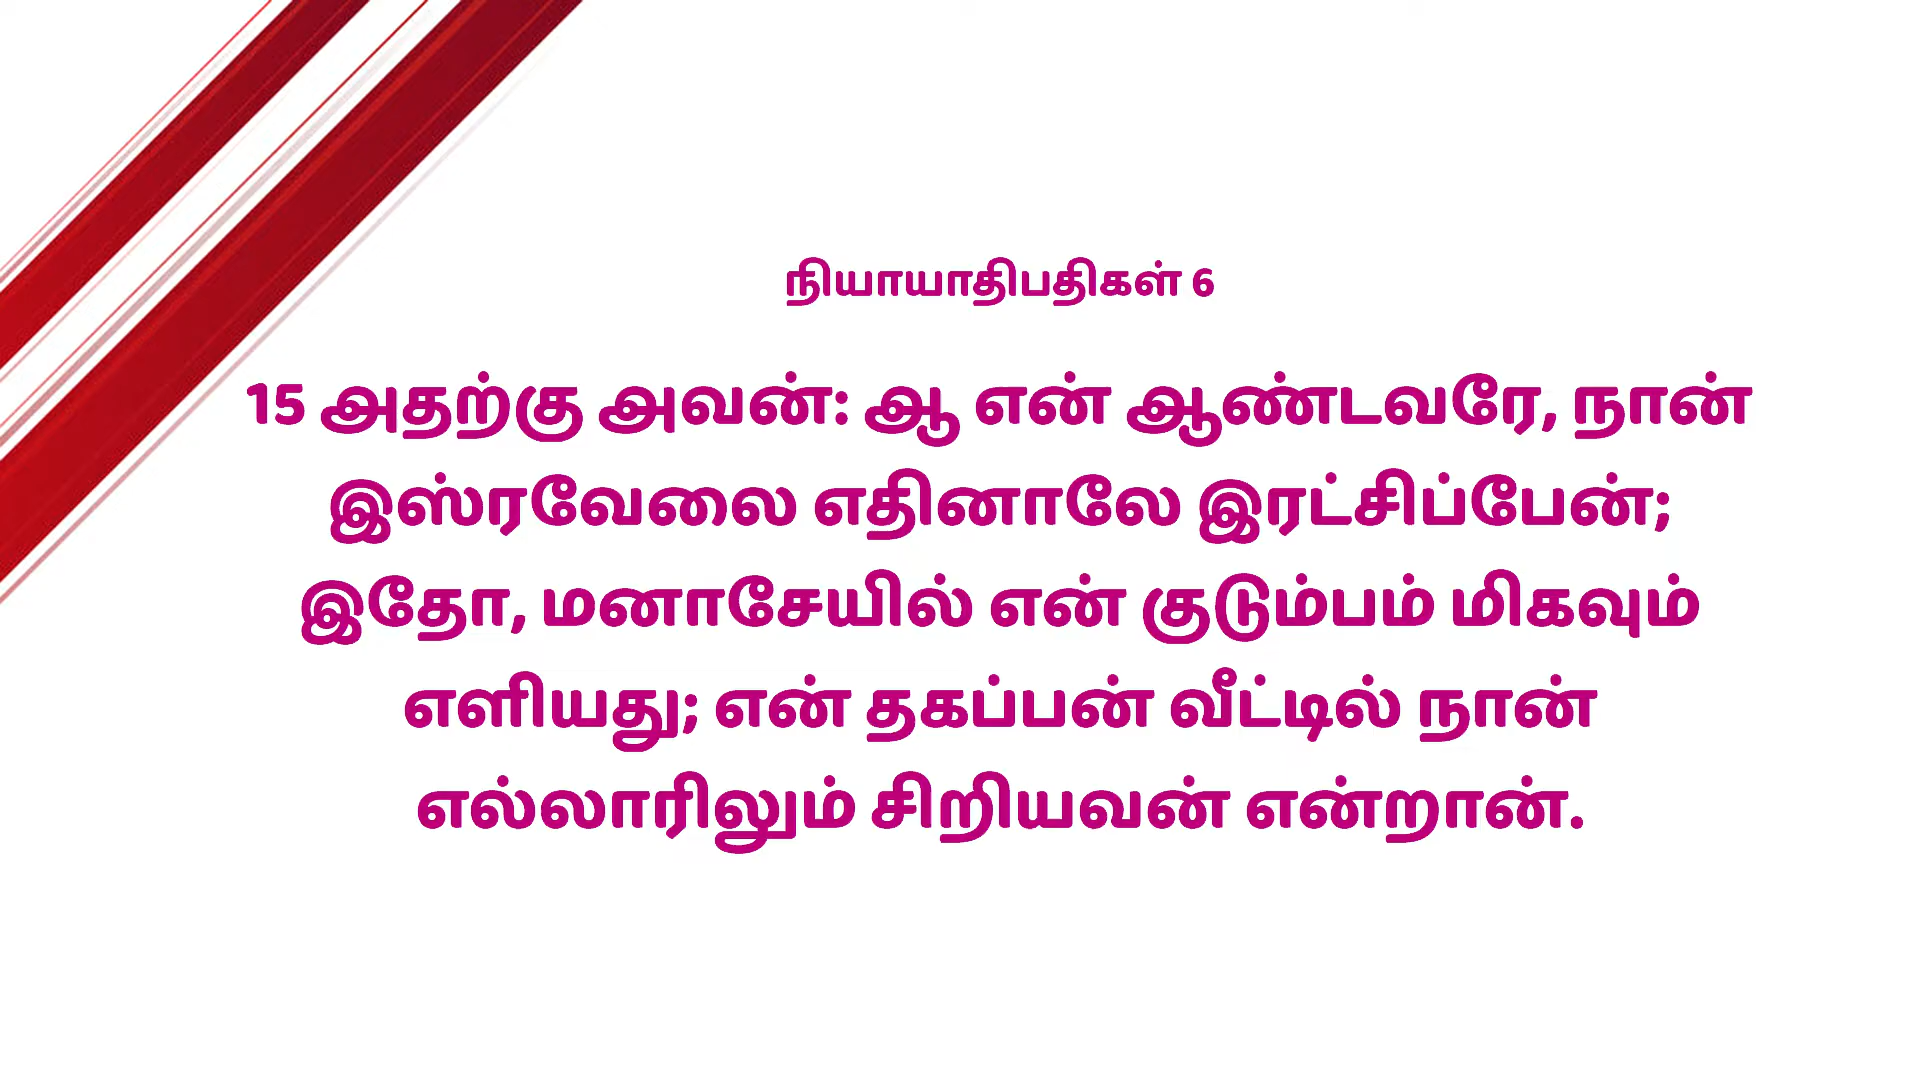 நியாயாதிபதிகள் 6
15 அதற்கு அவன்: ஆ என் ஆண்டவரே, நான்
இஸ்ரவேலை எதினாலே இரட்சிப்பேன்;
இதோ, மனாசேயில் என் குடும்பம் மிகவும்
எளியது; என் தகப்பன் வீட்டில் நான்
எல்லாரிலும் சிறியவன் என்றான்.